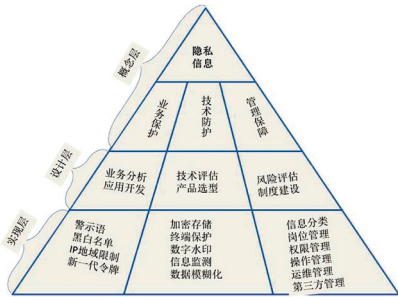 概念层
隐私
信息
业务保护
技术防护
管理保障
设计层
业务分析
应用开发
技术评估
产品选型
风险评估
制度建设
实现层
警示语
黑白名单
IP地域限制
新一代令牌
加密存储
终端保护
数字水印
信息监测
数据模糊化
信息分类
岗位管理
权限管理
操作管理
运维管理
第三方管理